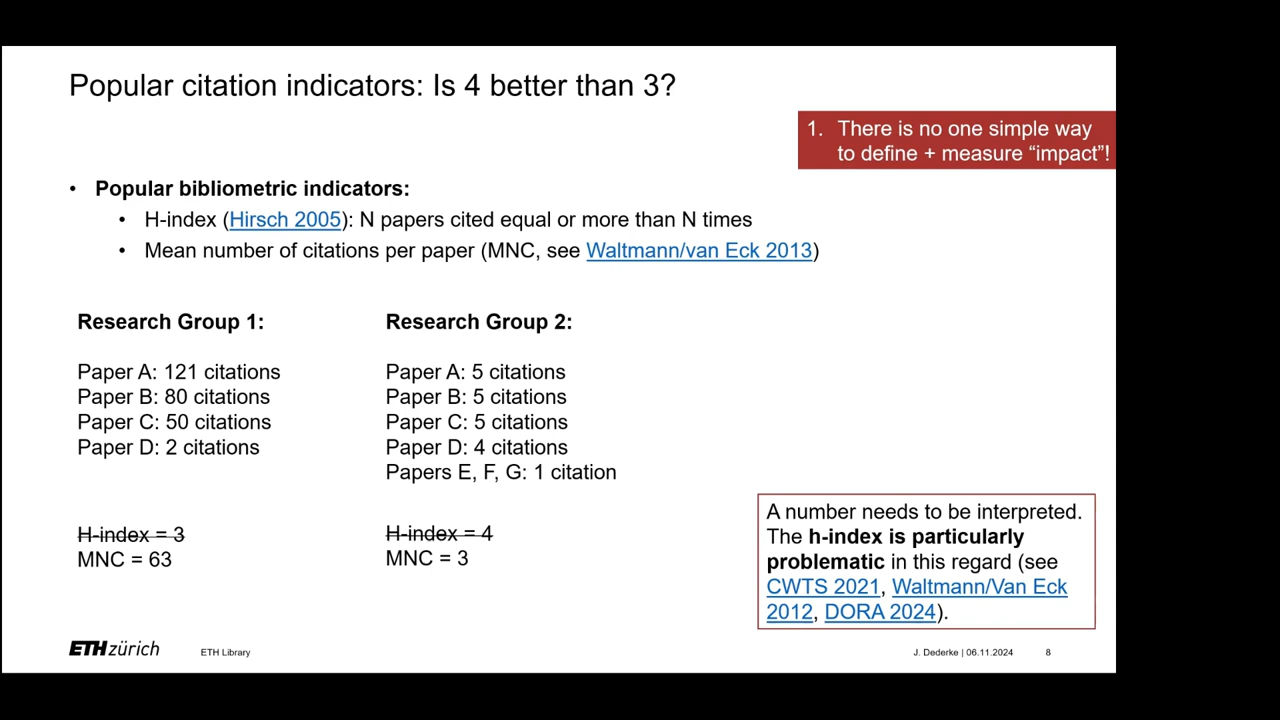 Popular citation indicators: Is 4 better than 3?
1. There is no one simple way
to define + measure “impact”!
• Popular bibliometric indicators:
• H-index (Hirsch 2005): N papers cited equal or more than N times
• Mean number of citations per paper (MNC, see Waltmann/van Eck 2013)
Research Group 1:
Paper A: 121 citations
Paper B: 80 citations
Paper C: 50 citations
Paper D: 2 citations
H-index = 3
MNC = 63
Research Group 2:
Paper A: 5 citations
Paper B: 5 citations
Paper C: 5 citations
Paper D: 4 citations
Papers E, F, G: 1 citation
H-index = 4
MNC = 3
A number needs to be interpreted.
The h-index is particularly
problematic in this regard (see
CWTS 2021, Waltmann/Van Eck
2012, DORA 2024).
ETH zürich
ETH Library
J. Dederke | 06.11.2024
8